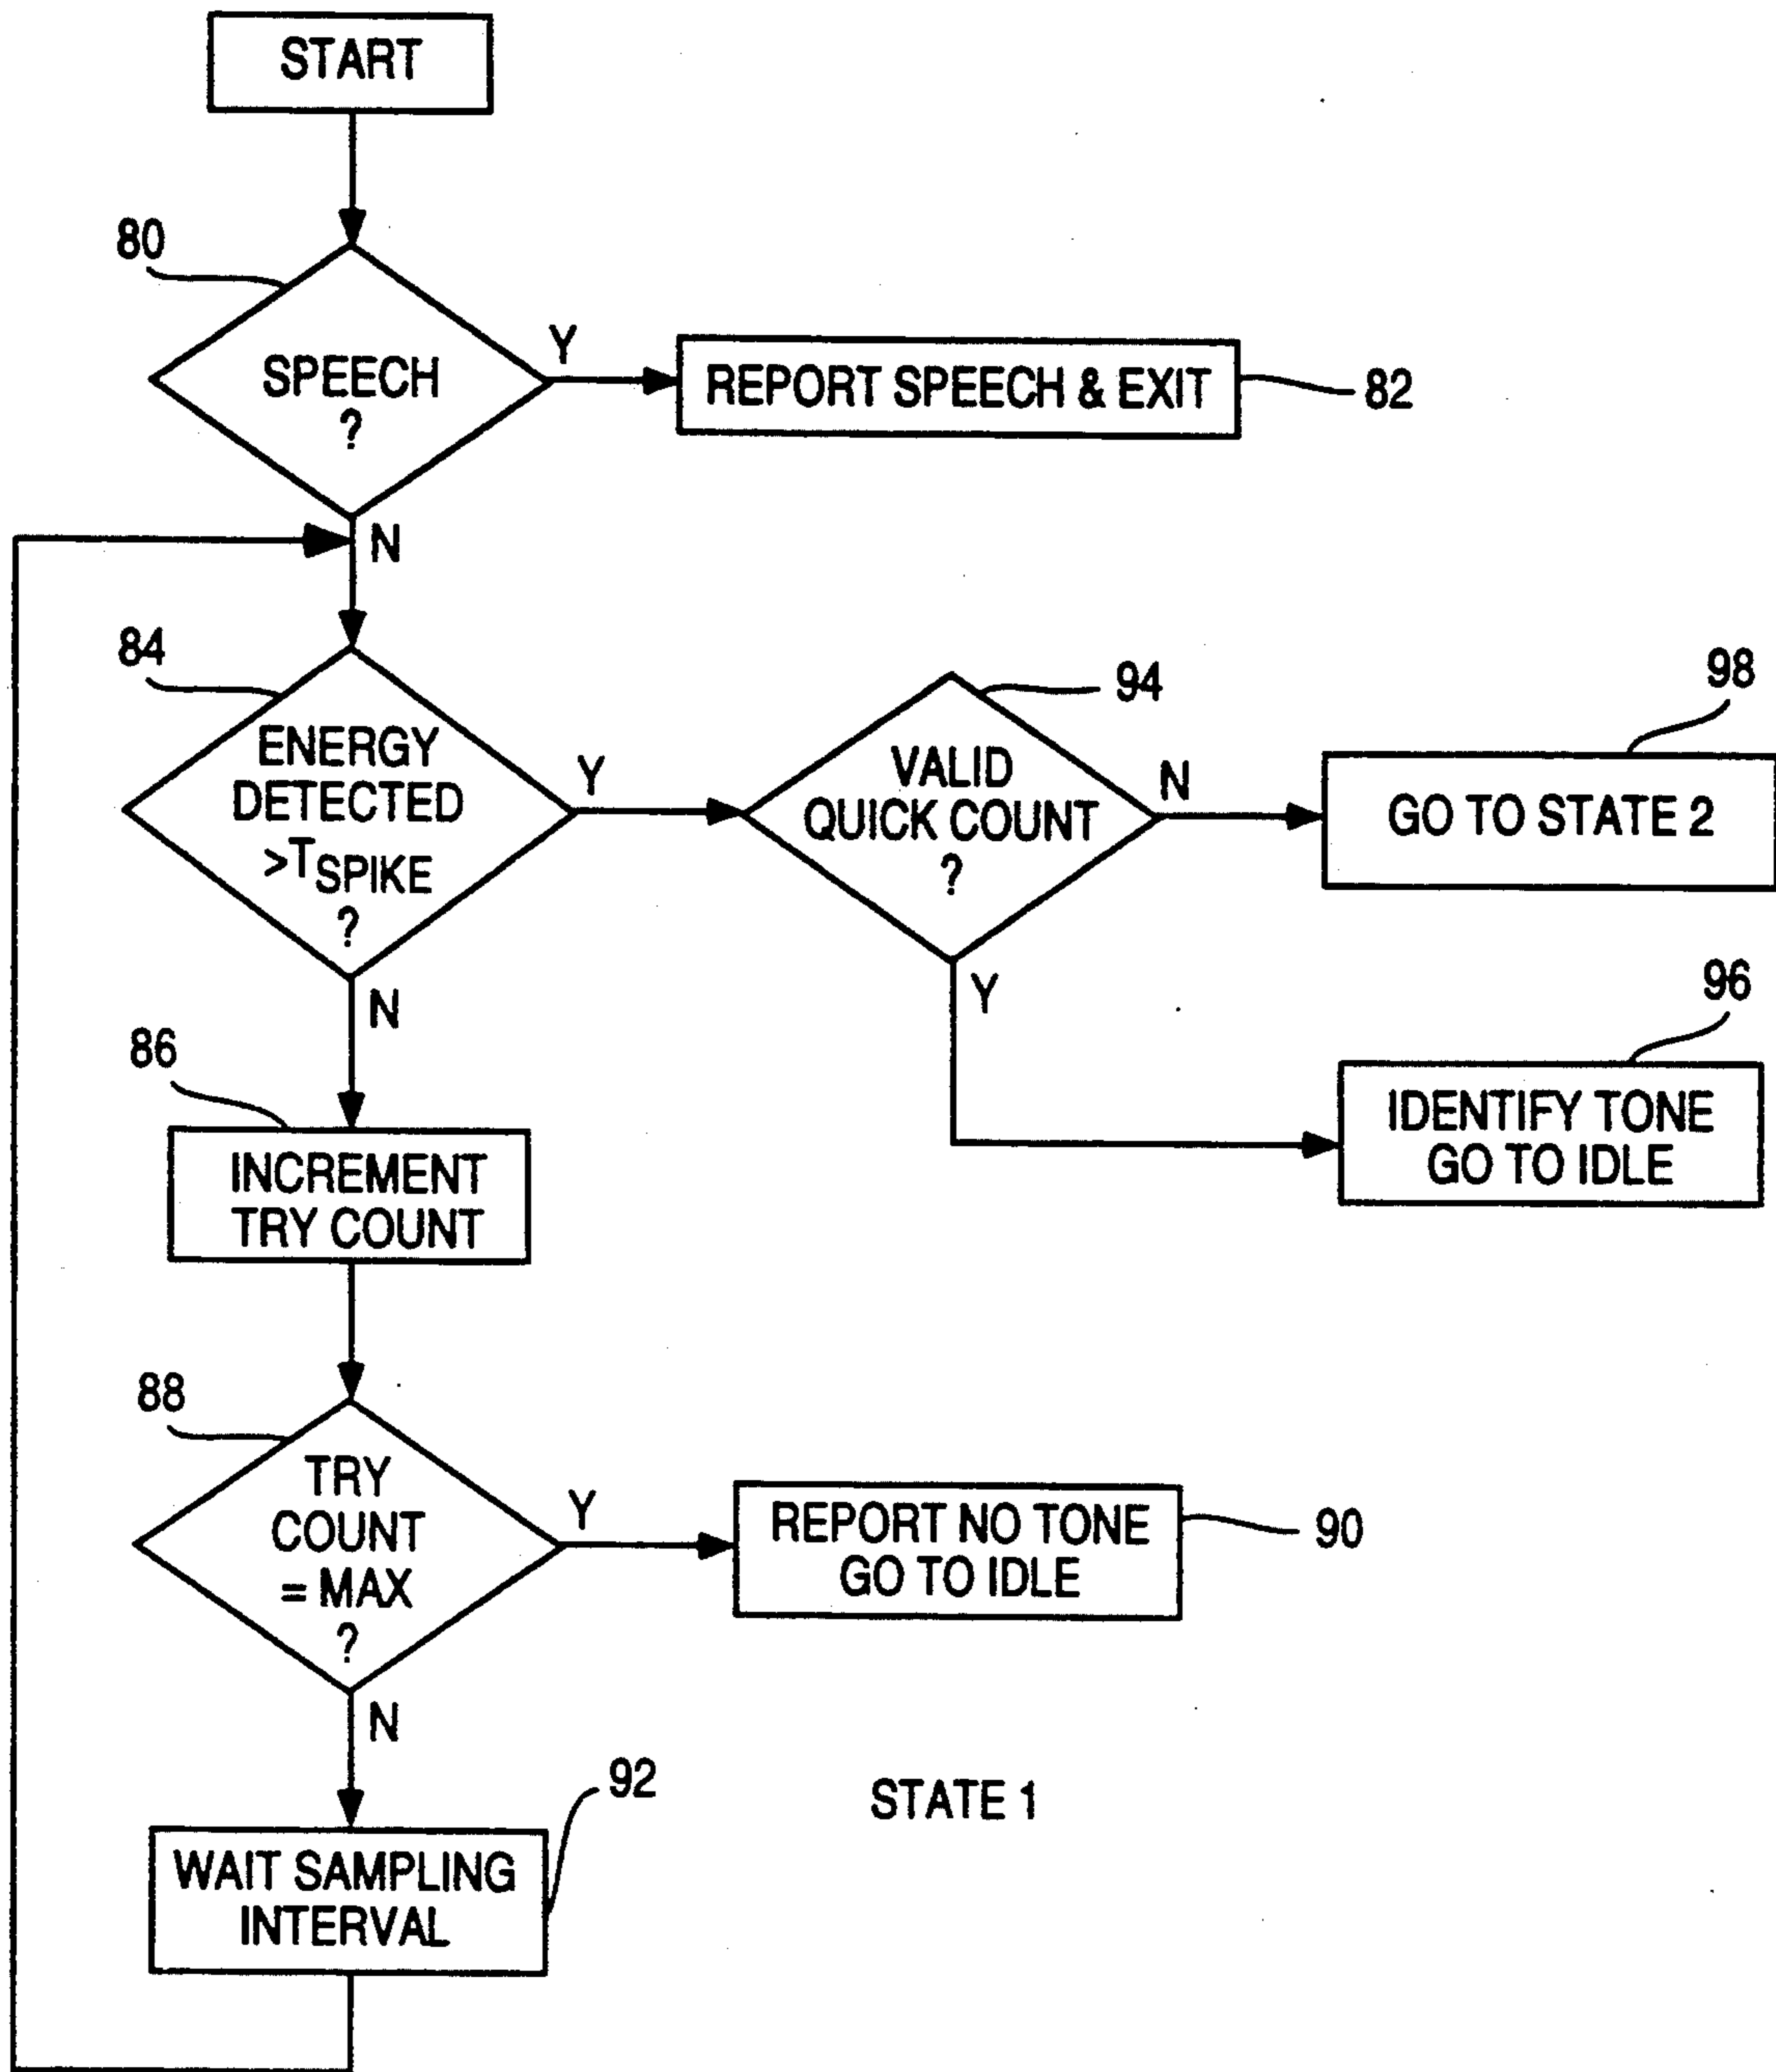 START
80
SPEECH
?
Y
REPORT SPEECH & EXIT
82
N
84
ENERGY
DETECTED
>TSPIKE
?
Y
94
VALID
QUICK COUNT
?
N
98
GO TO STATE 2
Y
96
IDENTIFY TONE
GO TO IDLE
N
86
INCREMENT
TRY COUNT
88
TRY
COUNT
= MAX
?
Y
REPORT NO TONE
GO TO IDLE
90
N
92
WAIT SAMPLING
INTERVAL
STATE 1